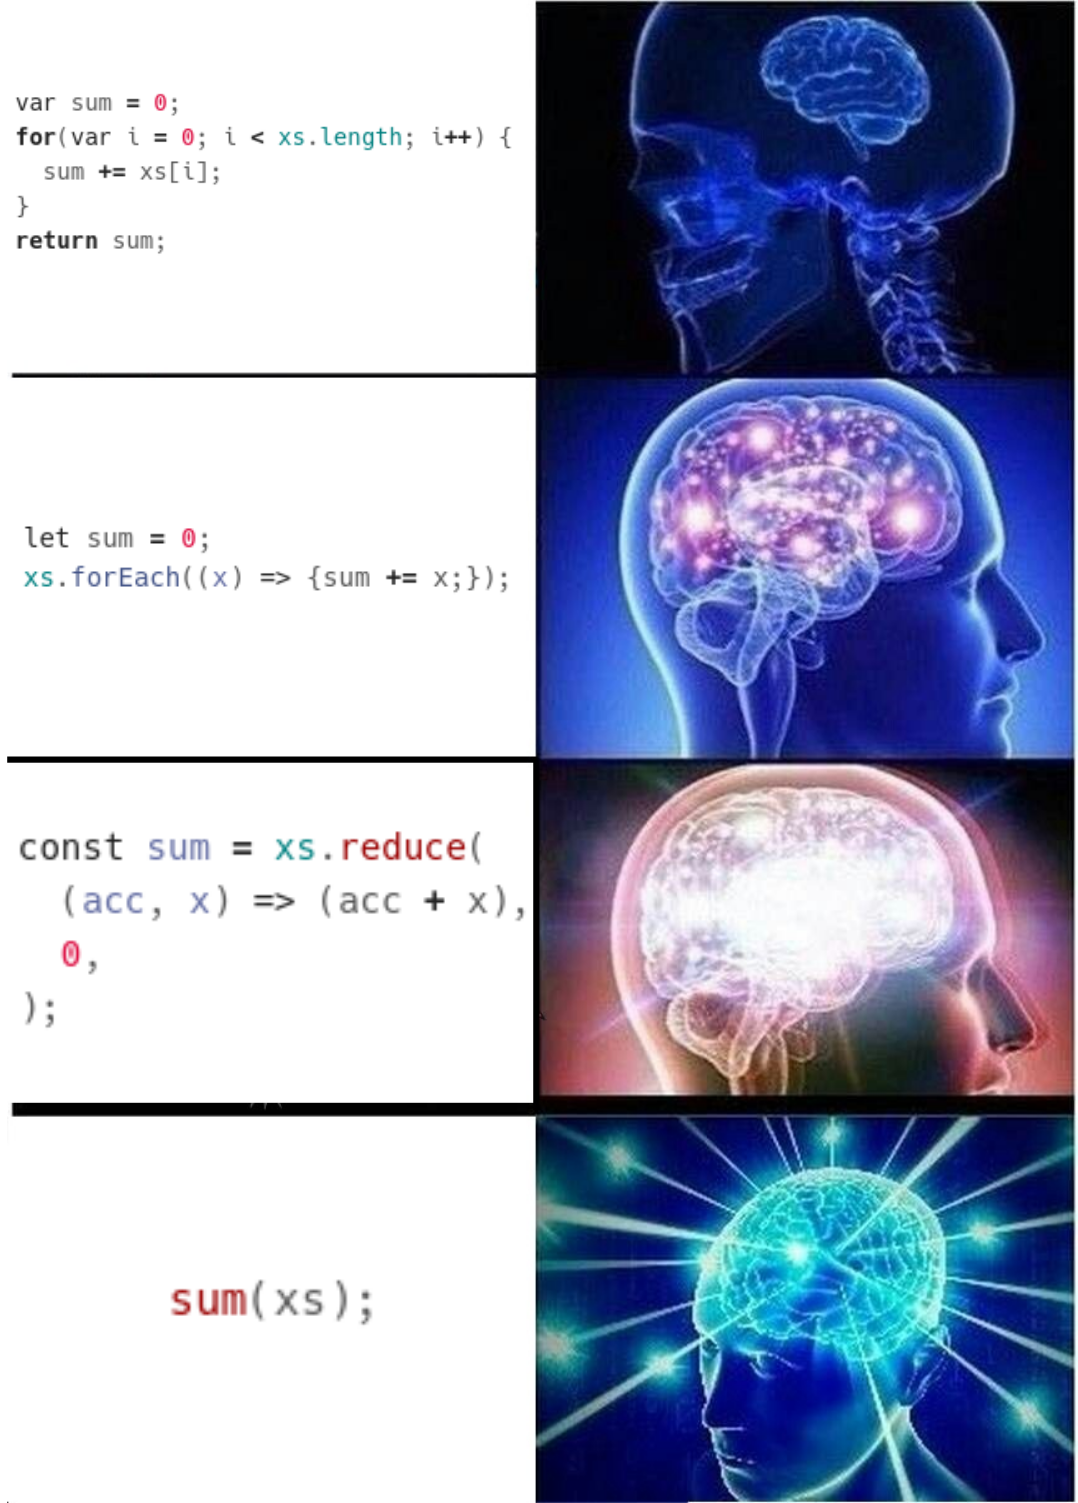 var sum = 0;
for(var i = 0; i < xs.length; i++) {
  sum += xs[i];
}
return sum;
let sum = 0;
xs.forEach((x) => {sum += x;});
const sum = xs.reduce(
  (acc, x) => (acc + x),
  0,
);
sum(xs);